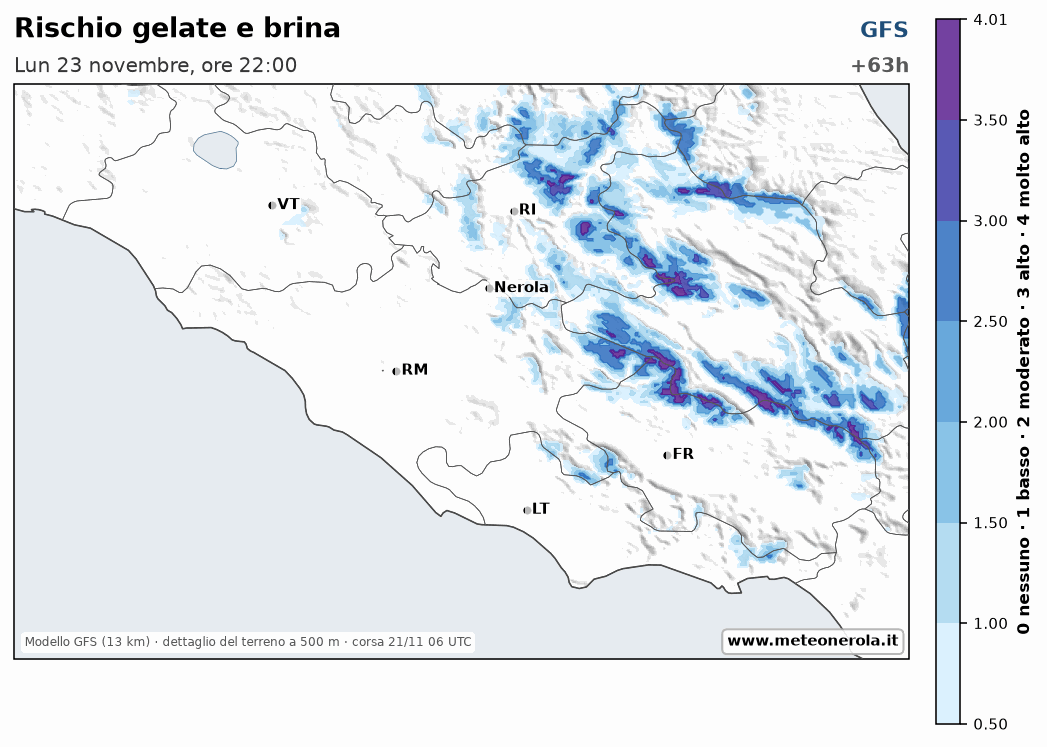 Rischio gelate e brina
GFS
Lun 23 novembre, ore 22:00
+63h
VT
RI
Nerola
RM
FR
LT
Modello GFS (13 km) · dettaglio del terreno a 500 m · corsa 21/11 06 UTC
www.meteonerola.it
4.01
3.50
3.00
2.50
2.00
1.50
1.00
0.50
0 nessuno · 1 basso · 2 moderato · 3 alto · 4 molto alto